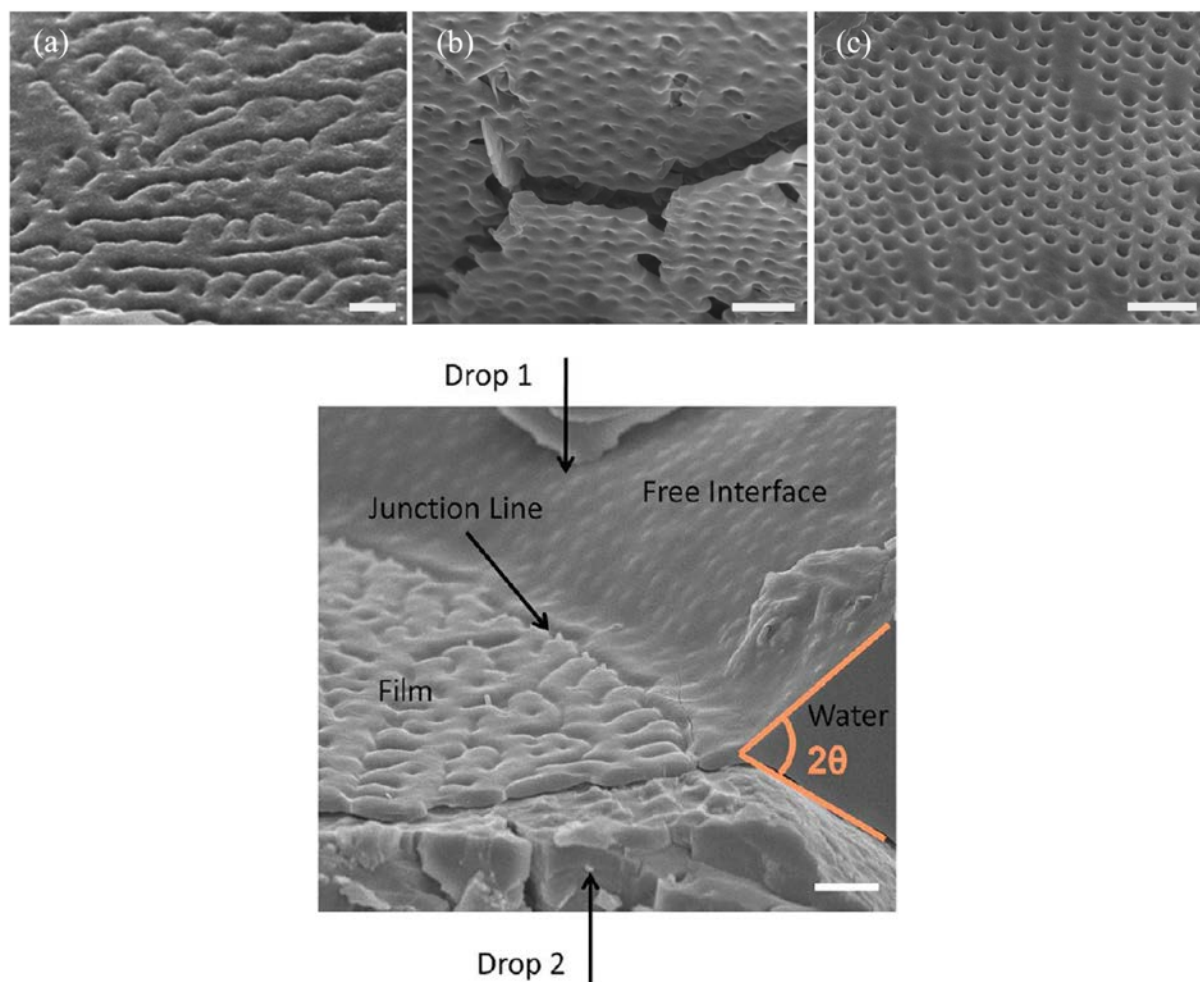 (a)
(b)
(c)
Drop 1
Junction Line
Free Interface
Film
Water
2θ
Drop 2